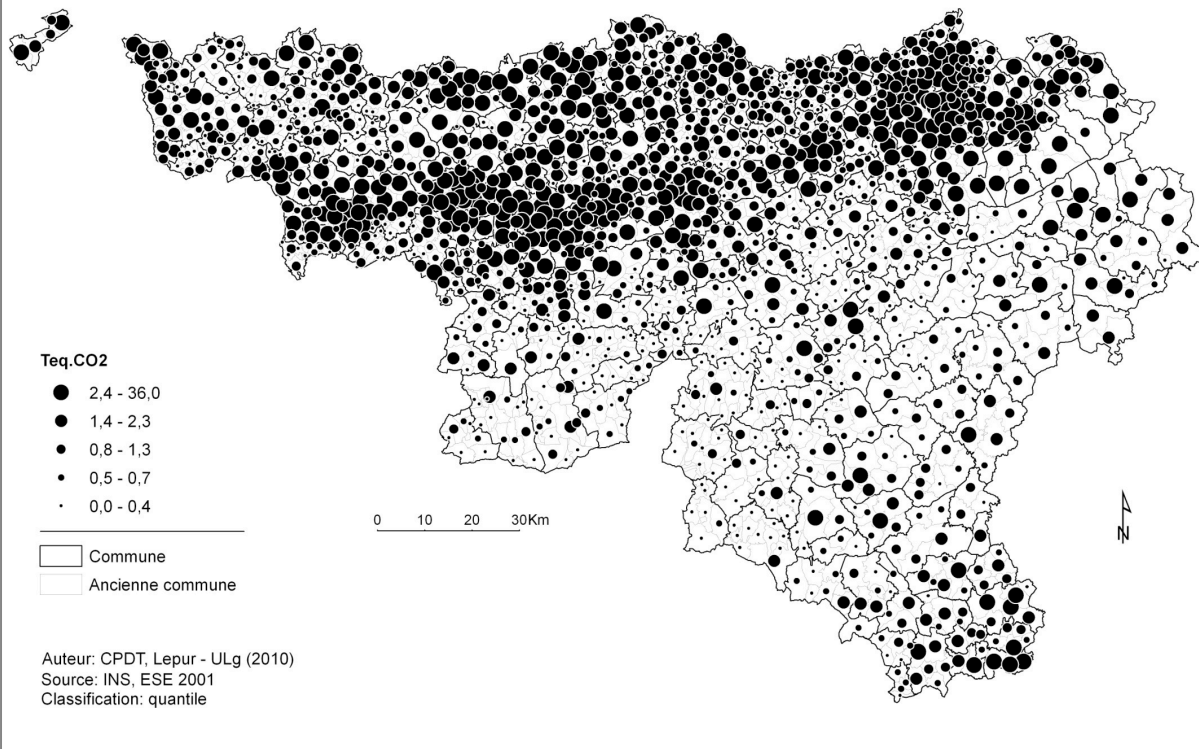 Teq.CO2
2,4 - 36,0
1,4 - 2,3
0,8 - 1,3
0,5 - 0,7
0,0 - 0,4
0 10 20 30Km
Commune
Ancienne commune
N
Auteur: CPDT, Lepur - ULg (2010)
Source: INS, ESE 2001
Classification: quantile